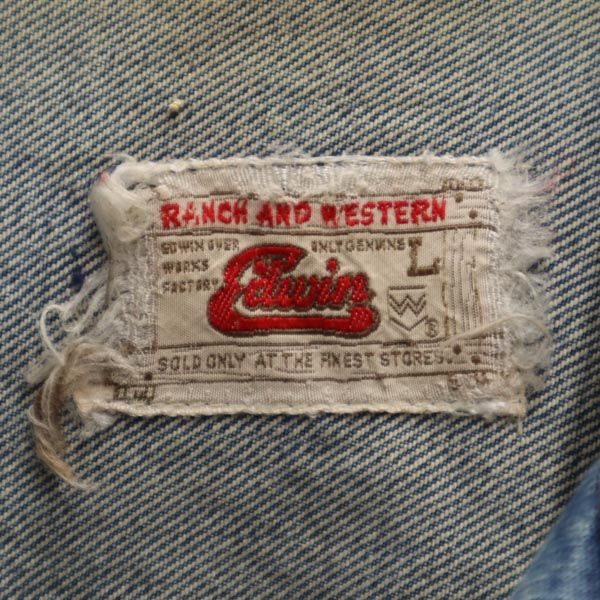 RANCH AND WESTERN
EDWIN OVER ONLY GENUINE L
WORKS
FACTORY
Edwin
W
SOLD ONLY AT THE FINEST STORES.